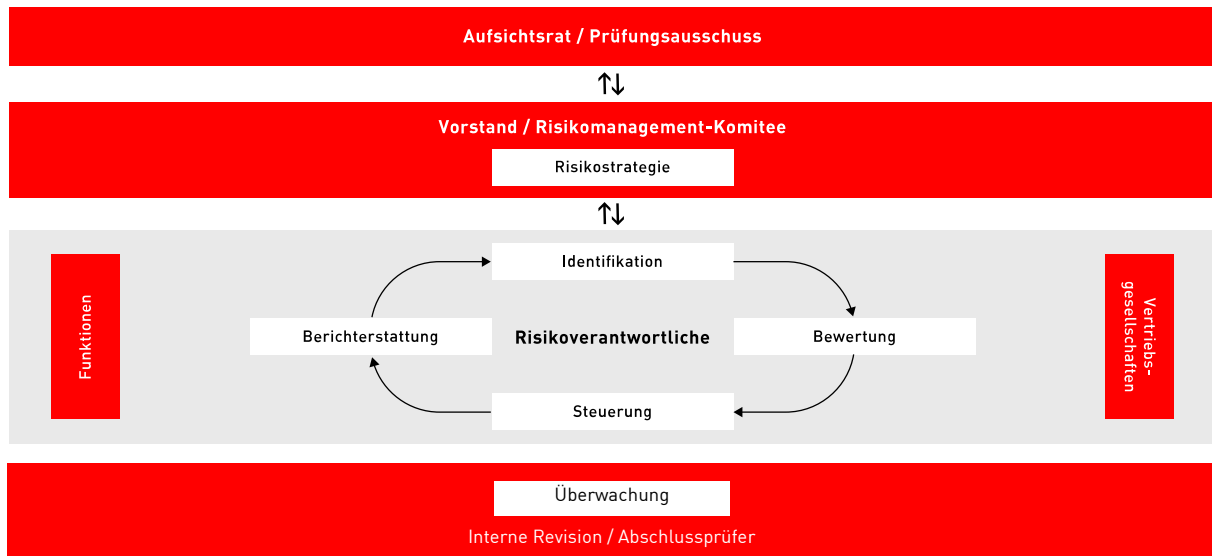 Aufsichtsrat / Prüfungsausschuss
Vorstand / Risikomanagement-Komitee
Risikostrategie
Funktionen
Identifikation
Berichterstattung
Risikoverantwortliche
Bewertung
Steuerung
Vertriebs-
gesellschaften
Überwachung
Interne Revision / Abschlussprüfer